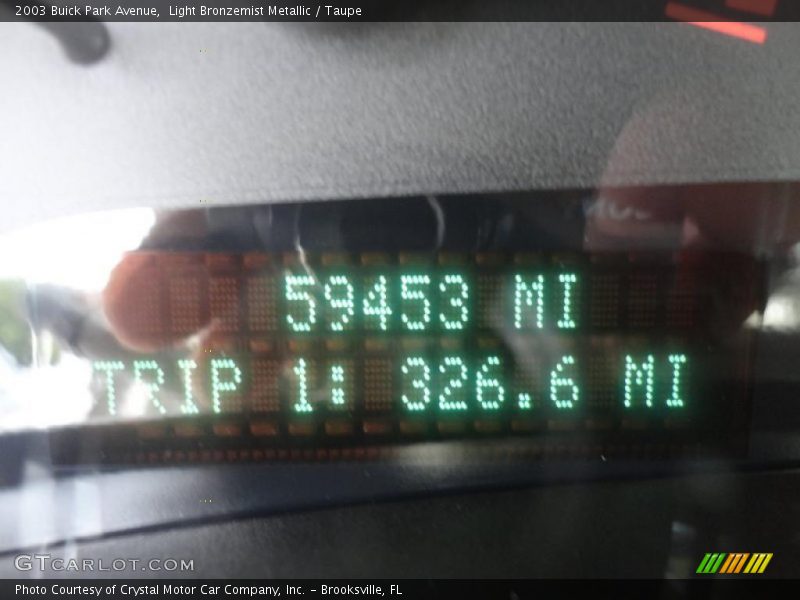 2003 Buick Park Avenue,  Light Bronzemist Metallic / Taupe
59453 MI
TRIP 1: 326.6 MI
GTCARLOT.COM
Photo Courtesy of Crystal Motor Car Company, Inc. – Brooksville, FL